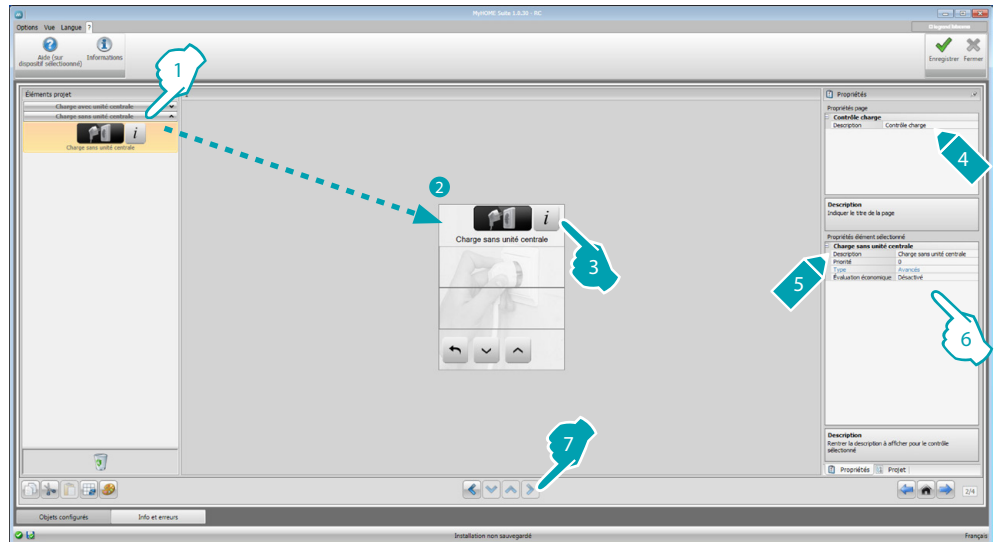 MyHOME Suite 1.0.20 - RC
Options Vue Langue ?
Aide (sur
dispositif sélectionné)
Informations
Enregistrer Fermer
1
Éléments projet
Charge avec unité centrale
Charge sans unité centrale
i
Charge sans unité centrale
2
i
Charge sans unité centrale
3
Propriétés
Propriétés page
Contrôle charge
Description Contrôle charge
4
Description
Indiquer le titre de la page
Propriétés élément sélectionné
Charge sans unité centrale
Description Charge sans unité centrale
Priorité 0
Type Avancés
Évaluation économique Désactivé
5
6
Description
Rentrer la description à afficher pour le contrôle
sélectionné
Propriétés Projet
7
2/4
Objets configurés Info et erreurs
Installation non sauvegardé
Français